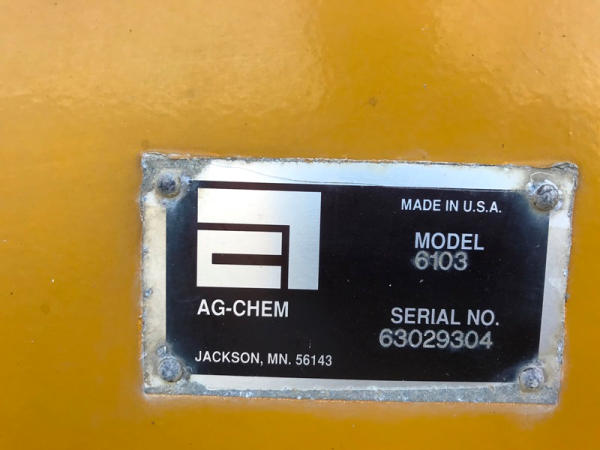 MADE IN U.S.A.
MODEL
6103
AG-CHEM
SERIAL NO.
63029304
JACKSON, MN. 56143